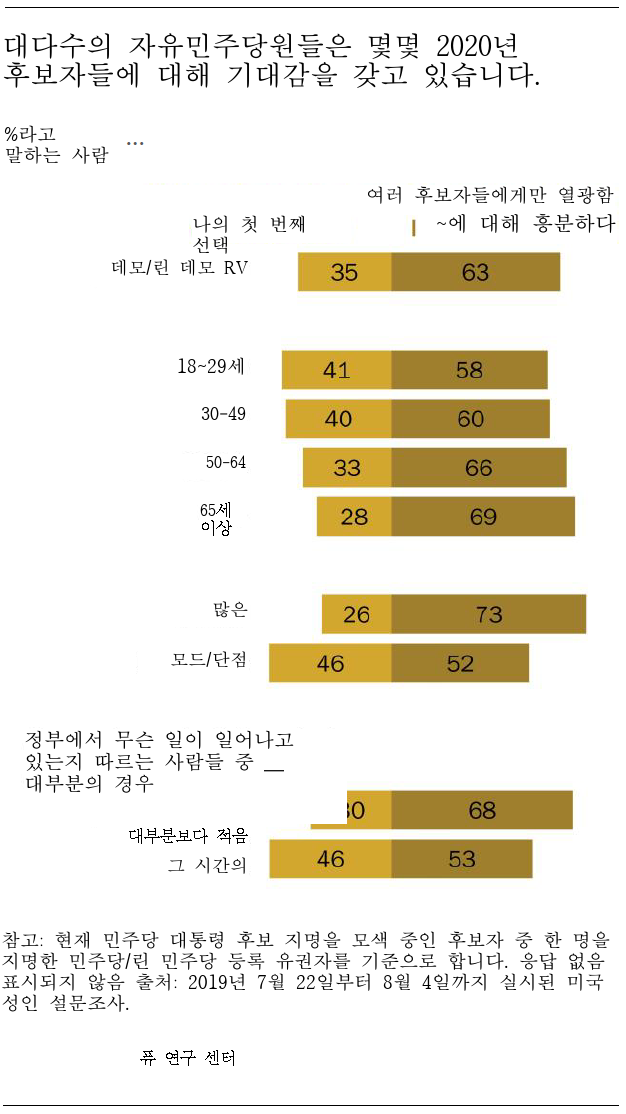 대다수의 자유민주당원들은 몇몇 2020년
후보자들에 대해 기대감을 갖고 있습니다.
%라고
말하는 사람 ...
여러 후보자들에게만 열광함
나의 첫 번째
선택
~에 대해 흥분하다
데모/린 데모 RV
35 63
18~29세
41 58
30-49
40 60
50-64
33 66
65세
이상
28 69
많은
26 73
모드/단점
46 52
정부에서 무슨 일이 일어나고
있는지 따르는 사람들 중 __
대부분의 경우
68
대부분보다 적음
그 시간의
46 53
참고: 현재 민주당 대통령 후보 지명을 모색 중인 후보자 중 한 명을
지명한 민주당/린 민주당 등록 유권자를 기준으로 합니다. 응답 없음
표시되지 않음 출처: 2019년 7월 22일부터 8월 4일까지 실시된 미국
성인 설문조사.
퓨 연구 센터